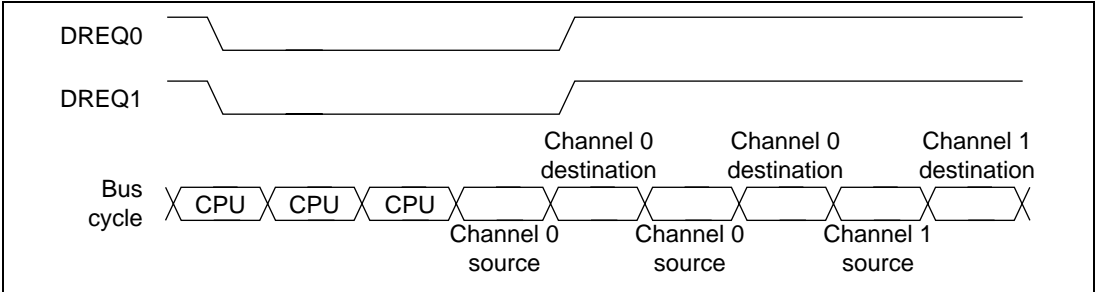 DREQ0
DREQ1
Channel 0 Channel 0 Channel 1
destination destination destination
Bus
cycle
CPU CPU CPU
Channel 0 Channel 0 Channel 1
source source source